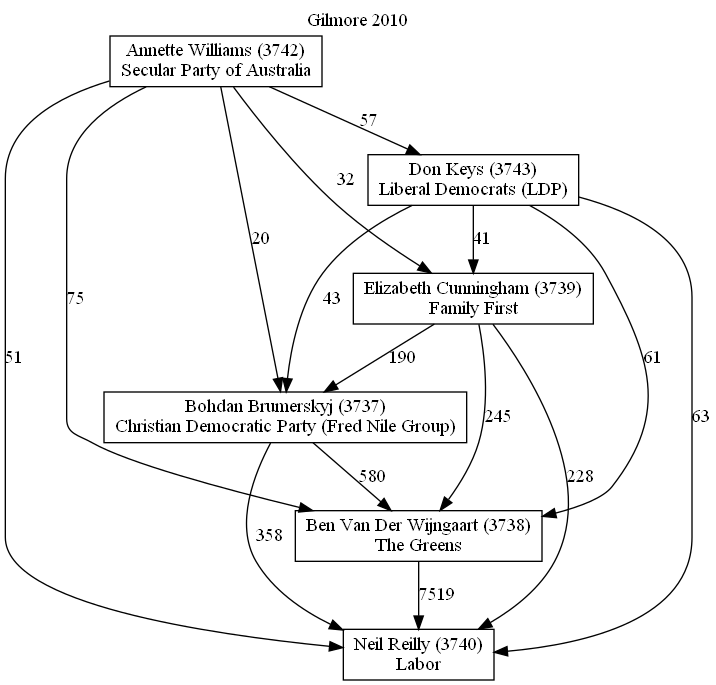 Gilmore 2010
Annette Williams (3742)
Secular Party of Australia
57
Don Keys (3743)
Liberal Democrats (LDP)
32
20
41
Elizabeth Cunningham (3739)
Family First
43
75
51
190
61
63
Bohdan Brumerskyj (3737)
Christian Democratic Party (Fred Nile Group)
245
580
228
358
Ben Van Der Wijngaart (3738)
The Greens
7519
Neil Reilly (3740)
Labor